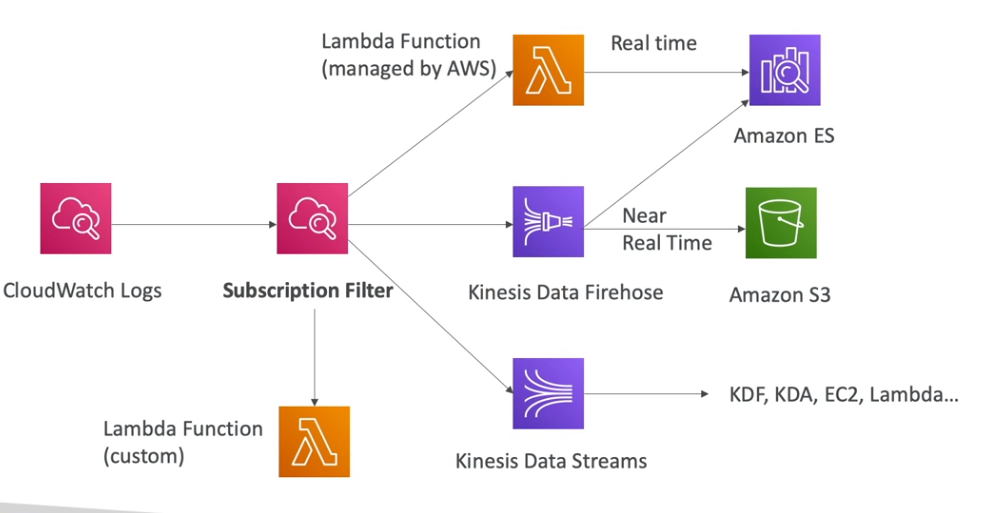 Lambda Function
(managed by AWS)
Real time
Amazon ES
Near
Real Time
CloudWatch Logs
Subscription Filter
Kinesis Data Firehose
Amazon S3
Lambda Function
(custom)
Kinesis Data Streams
KDF, KDA, EC2, Lambda...